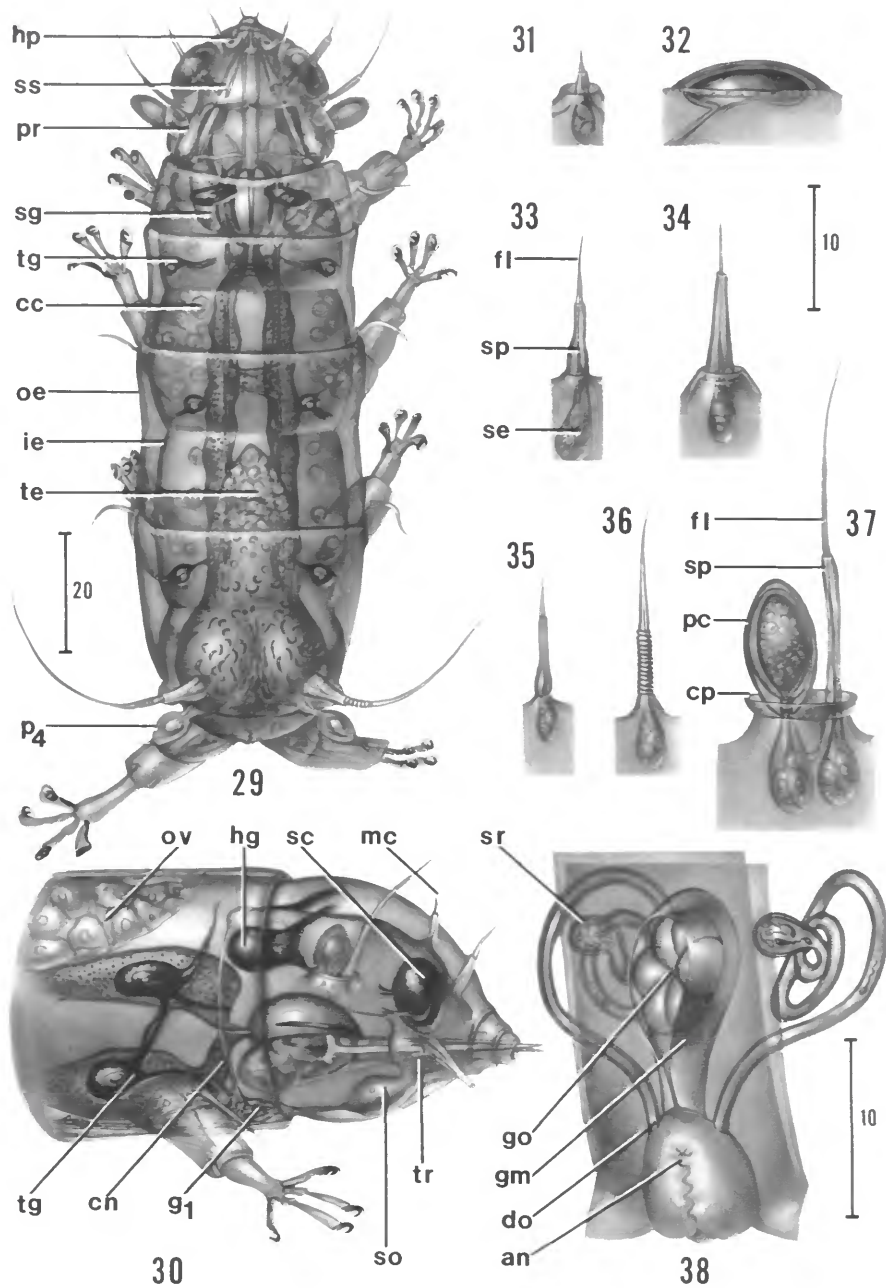 hp
ss
pr
sg
tg
cc
oe
ie
te
20
p4
29
31
32
33
34
10
fl
sp
se
35
36
37
fl
sp
pc
cp
ov
hg
sc
mc
tg
cn
g1
so
tr
30
sr
go
gm
do
an
10
38